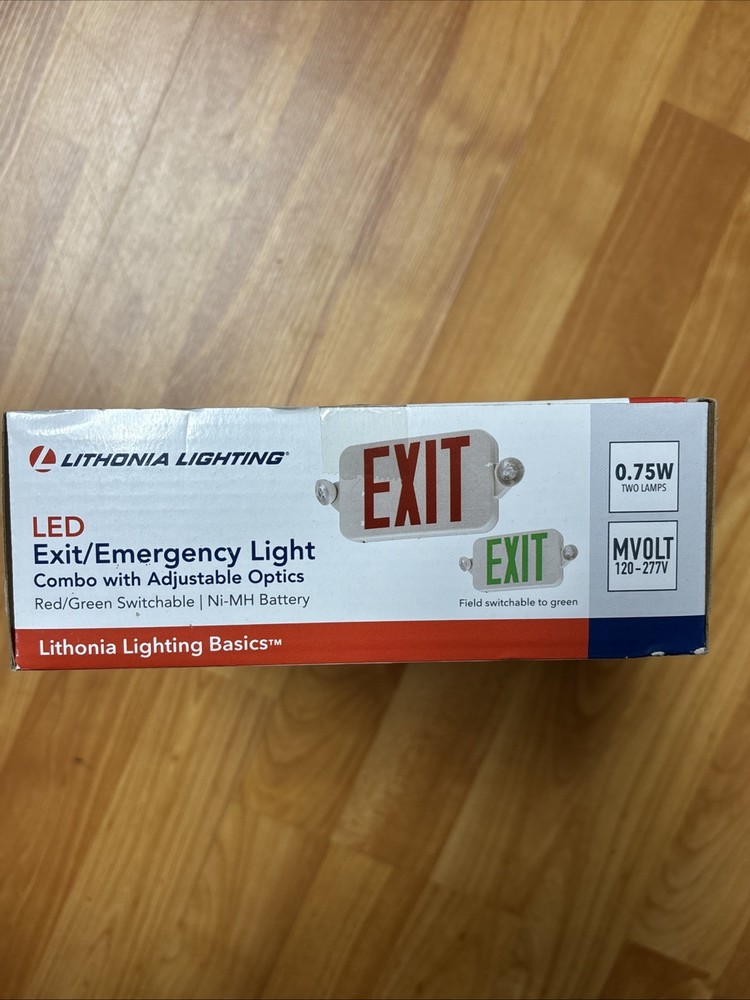 LITHONIA LIGHTING®
LED
Exit/Emergency Light
Combo with Adjustable Optics
Red/Green Switchable | Ni-MH Battery
Lithonia Lighting Basics™
EXIT
EXIT
Field switchable to green
0.75W
TWO LAMPS
MVOLT
120-277V